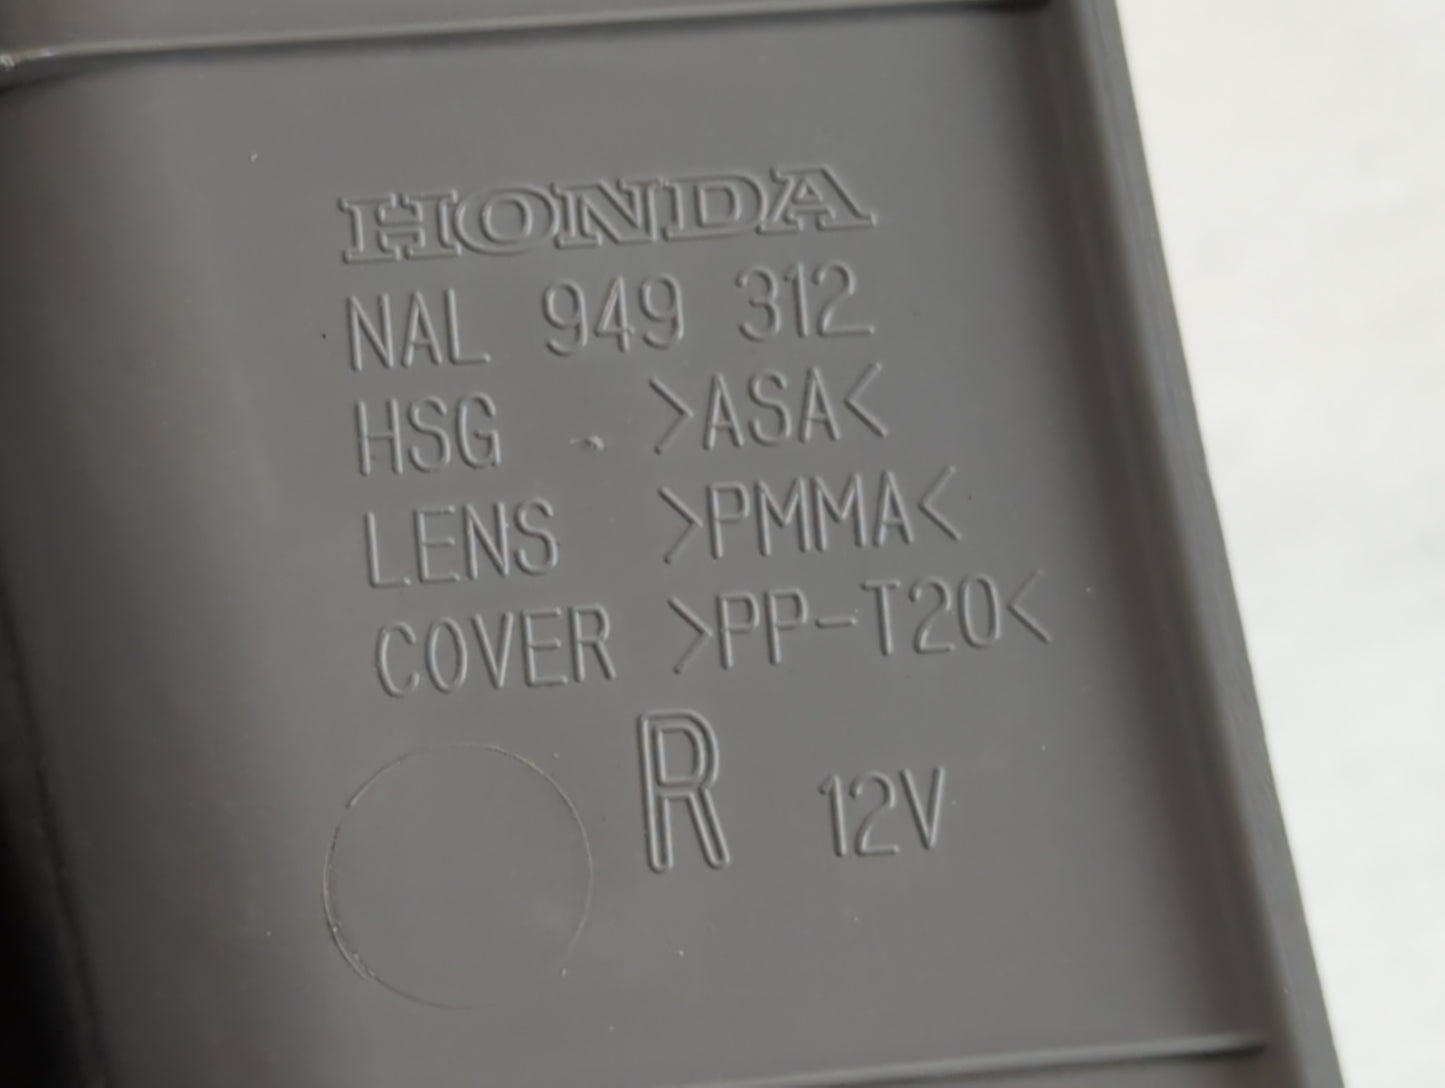 HONDA
NAL 949 312
HSG >ASA<
LENS >PMMA<
COVER >PP-T20<
R 12V